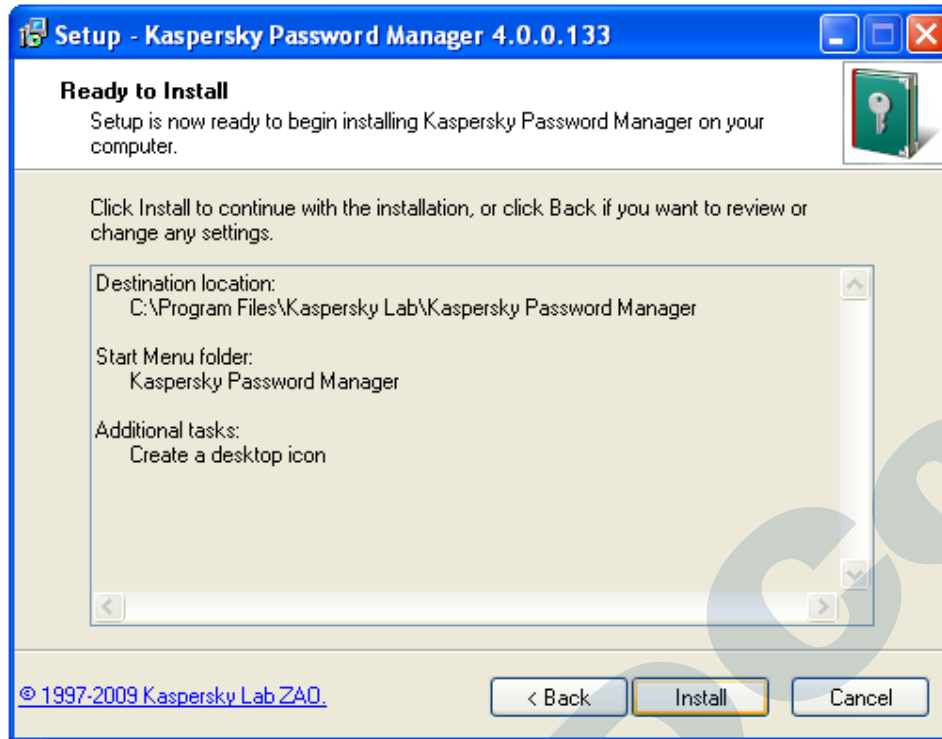 Setup - Kaspersky Password Manager 4.0.0.133
Ready to Install
Setup is now ready to begin installing Kaspersky Password Manager on your
computer.
Click Install to continue with the installation, or click Back if you want to review or
change any settings.
Destination location:
C:\Program Files\Kaspersky Lab\Kaspersky Password Manager
Start Menu folder:
Kaspersky Password Manager
Additional tasks:
Create a desktop icon
© 1997-2009 Kaspersky Lab ZAO.
< Back
Install
Cancel